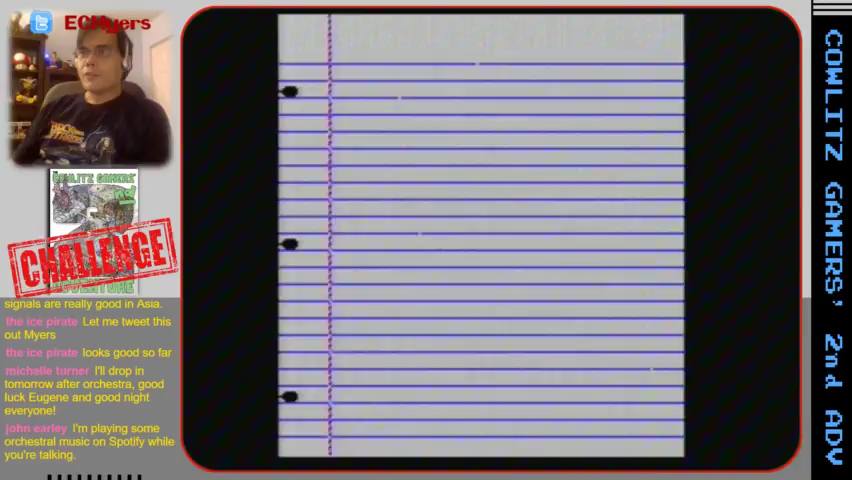 ECMyers
COWLITZ GAMERS'
CHALLENGE
signals are really good in Asia.
the ice pirate Let me tweet this
out Myers
the ice pirate looks good so far
michalle turner I'll drop in
tomorrow after orchestra, good
luck Eugene and good night
everyone!
john earley I'm playing some
orchestral music on Spotify while
you're talking.
COWLITZ GAMERS' 2nd ADV